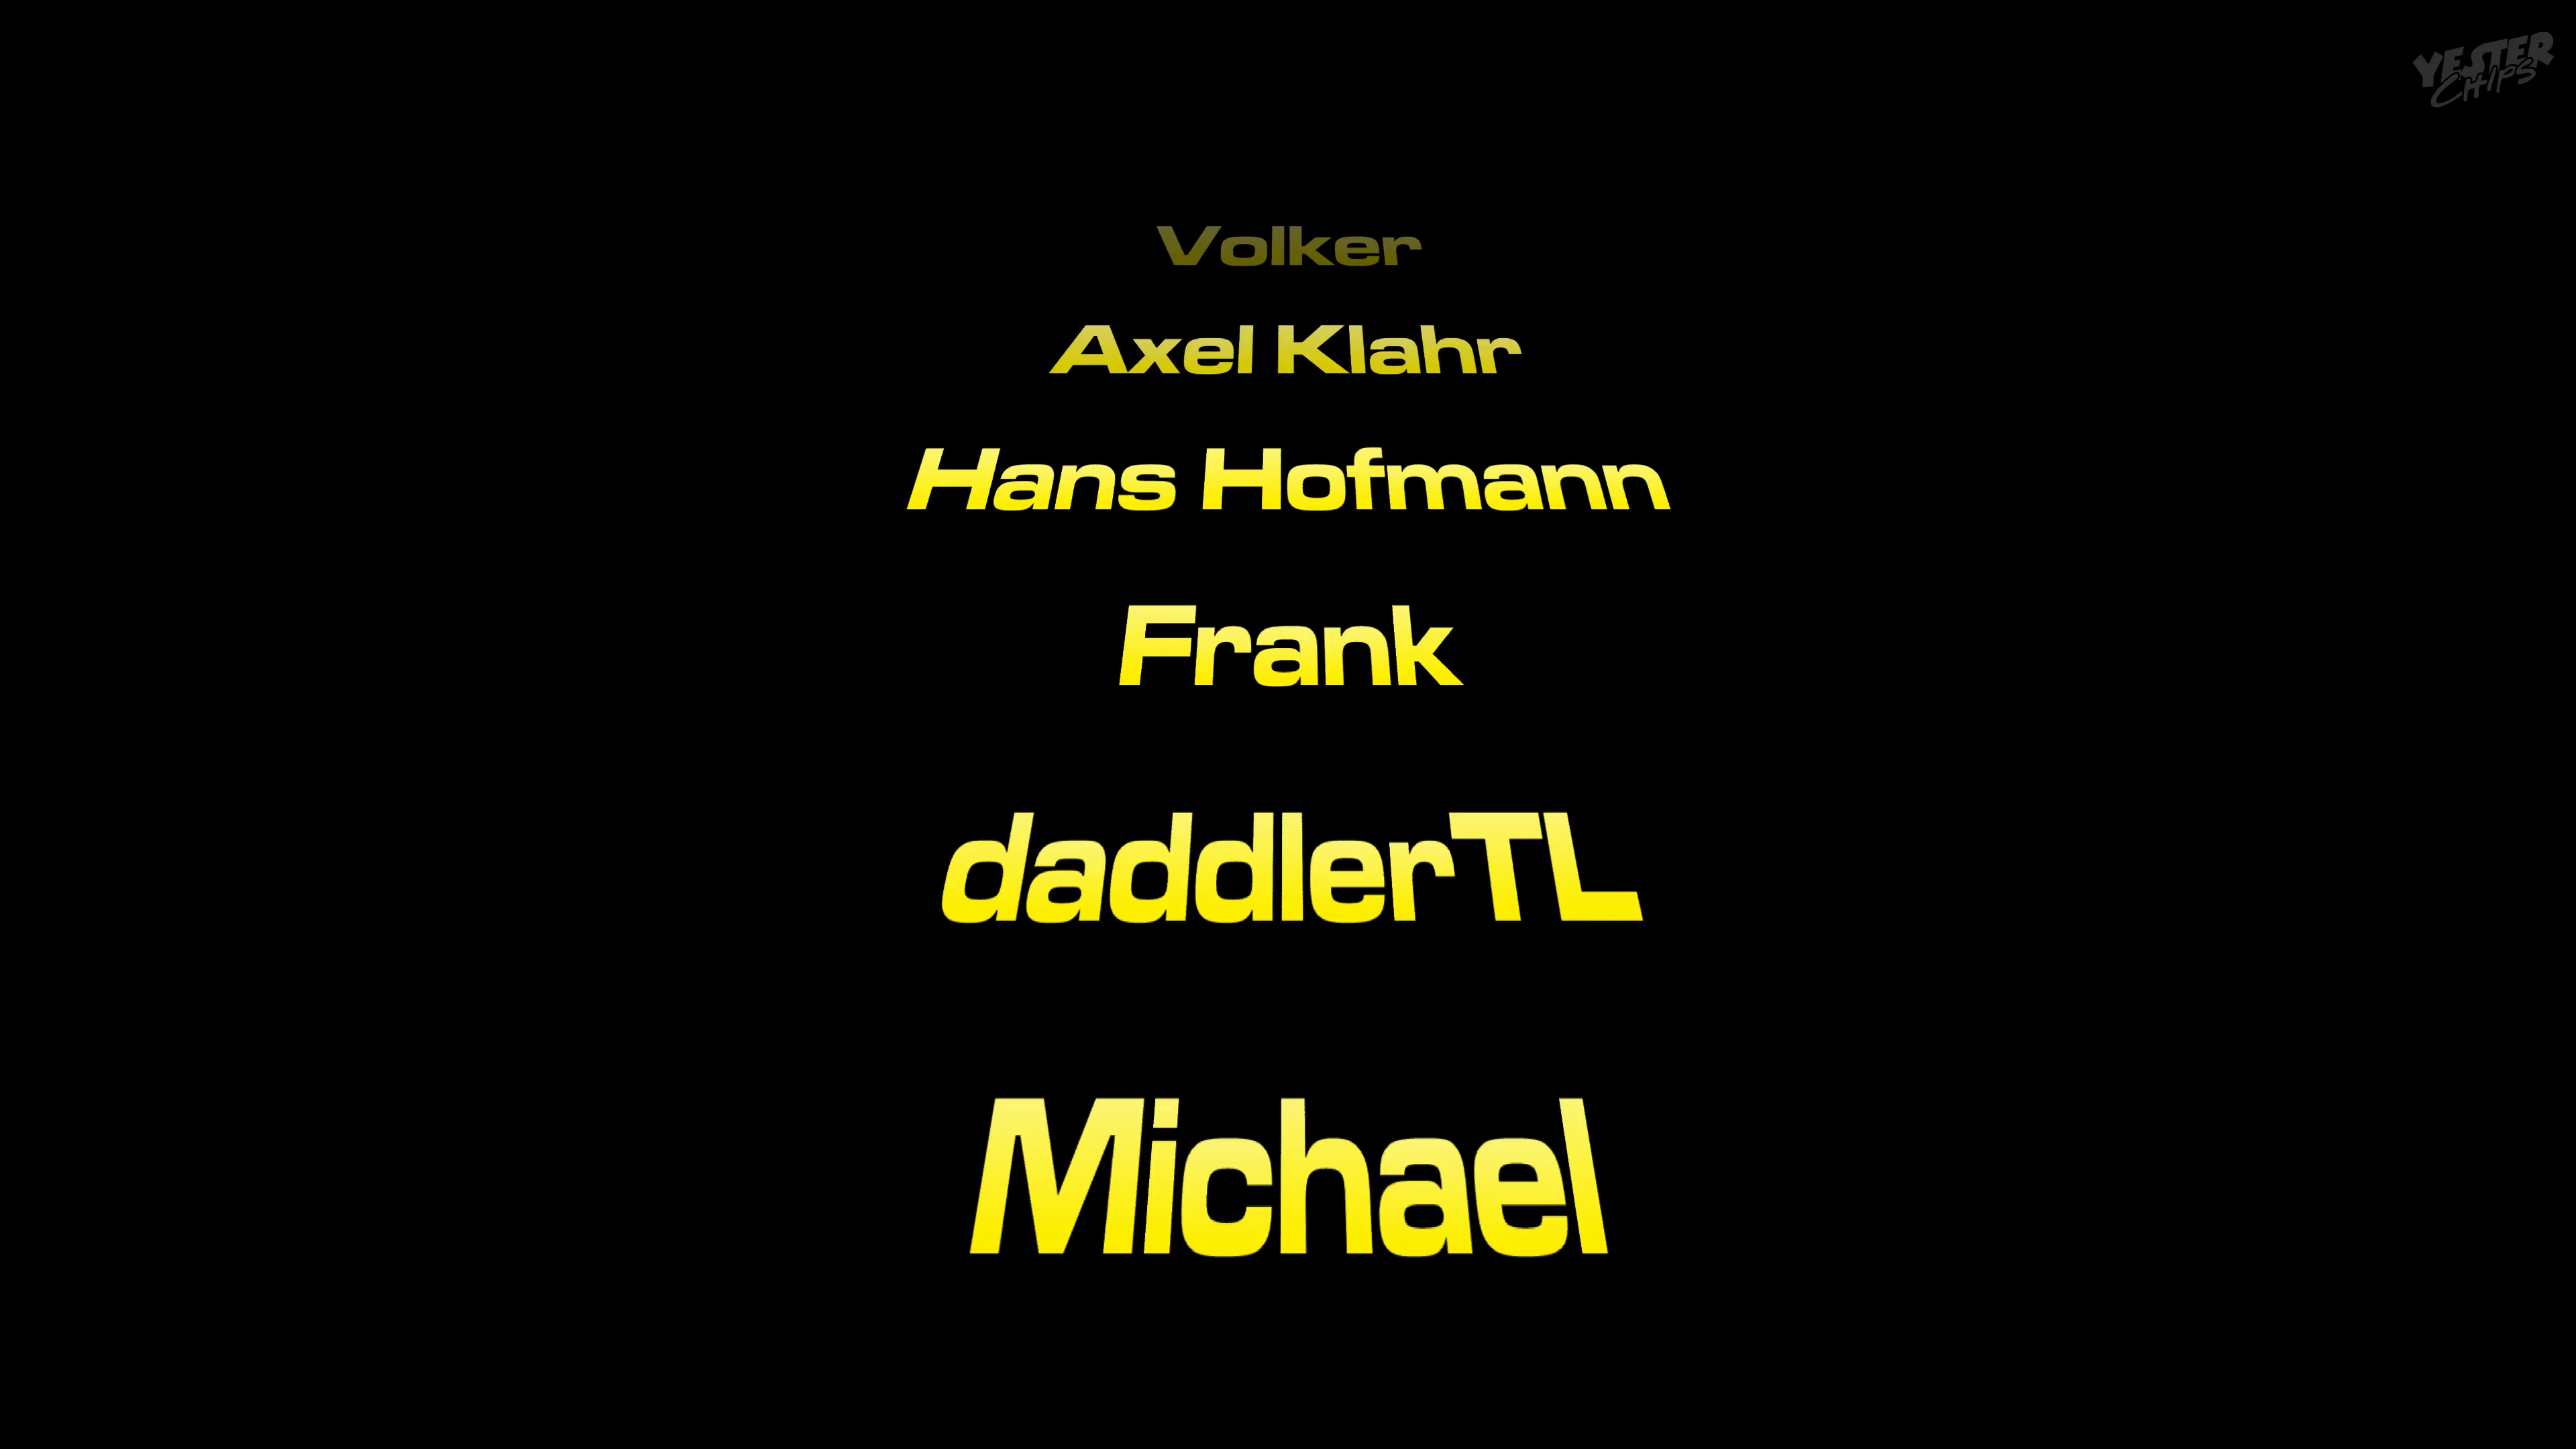 YESTER
CHIPS
Volker
Axel Klahr
Hans Hofmann
Frank
daddlerTL
Michael